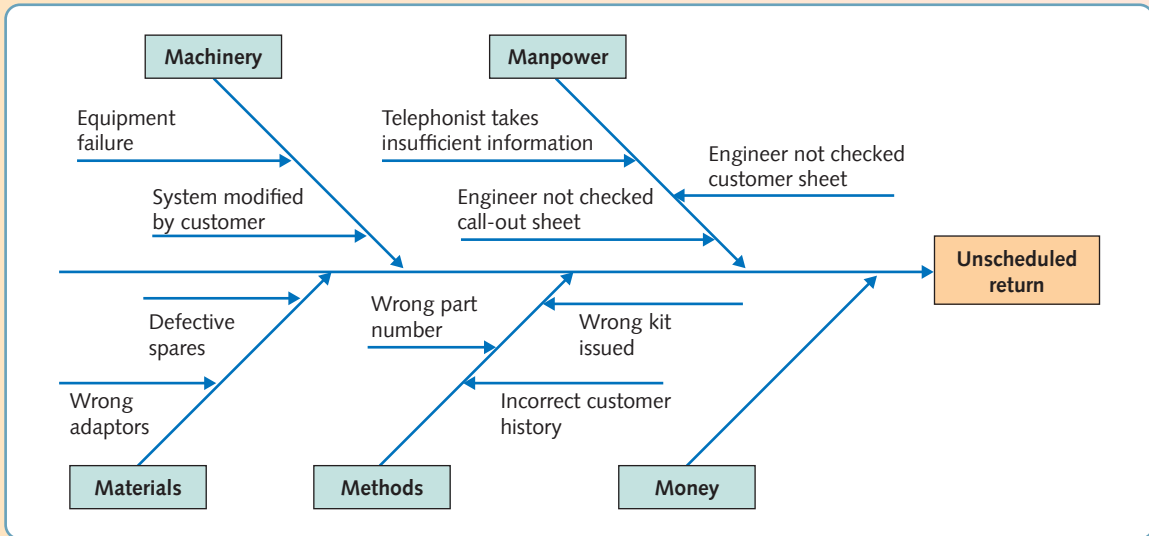 Machinery
Manpower
Equipment
failure
Telephonist takes
insufficient information
Engineer not checked
customer sheet
System modified
by customer
Engineer not checked
call-out sheet
Unscheduled
return
Defective
spares
Wrong part
number
Wrong kit
issued
Wrong
adaptors
Incorrect customer
history
Materials
Methods
Money